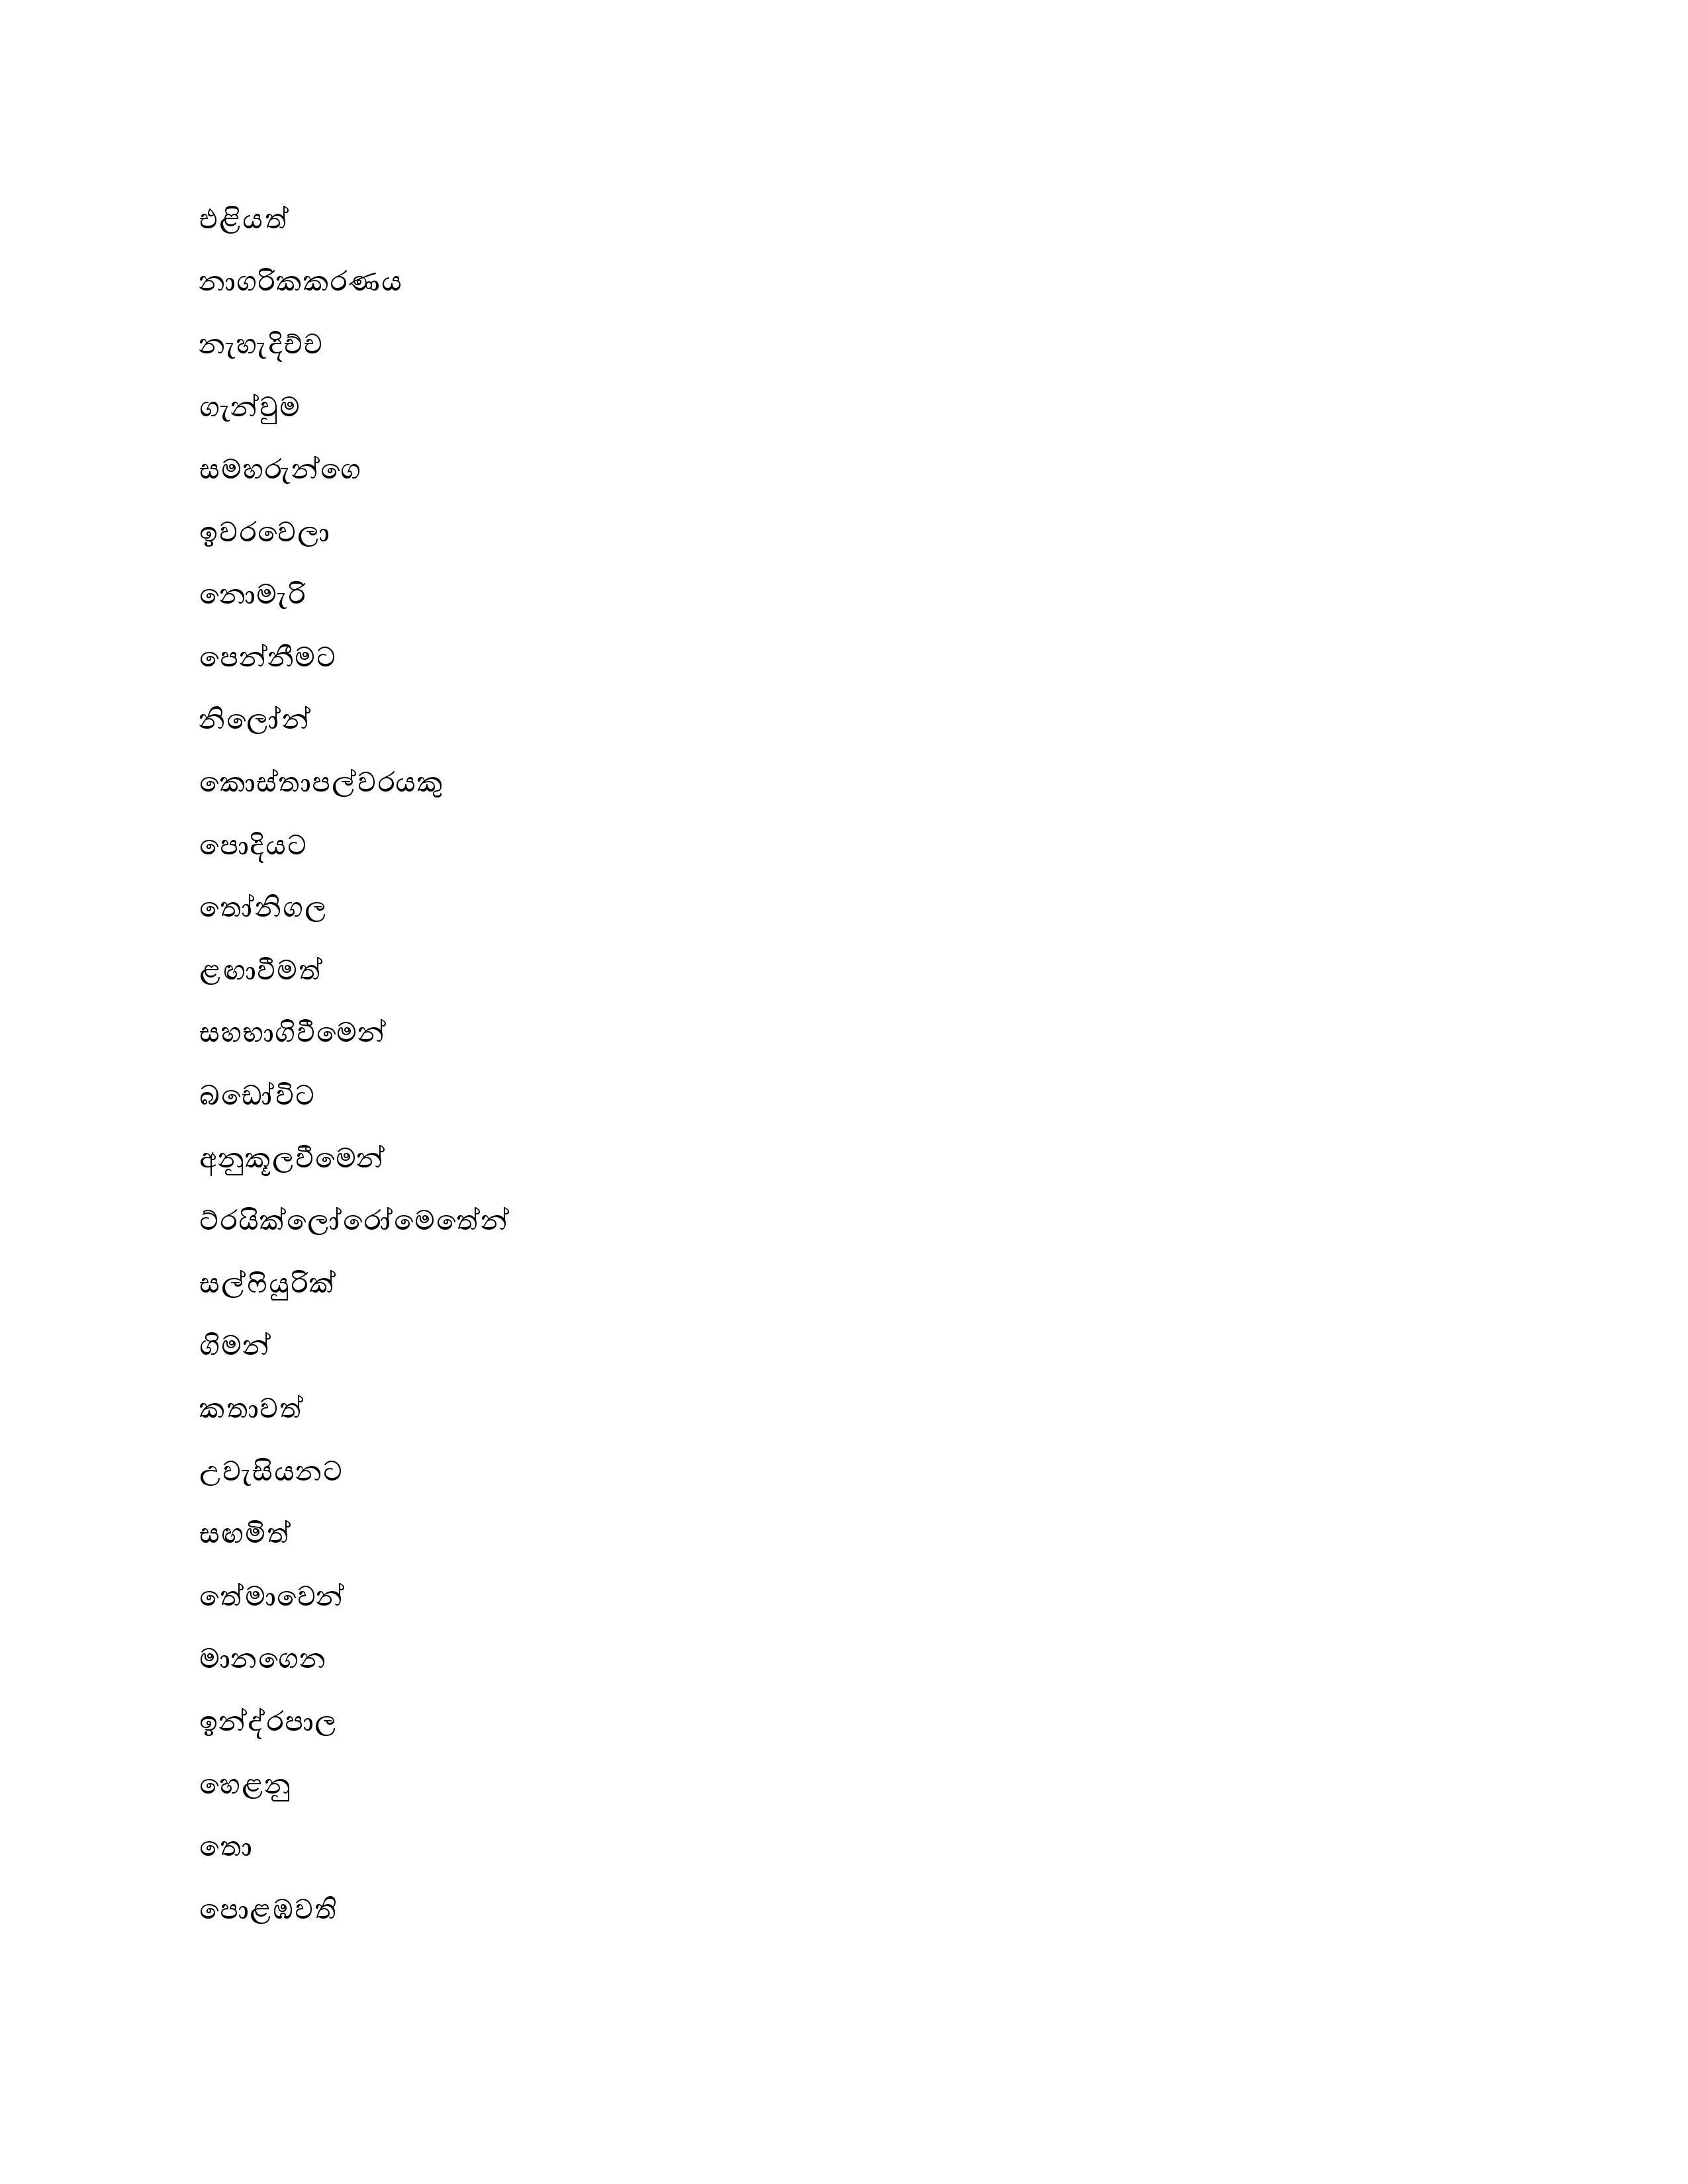 එළියත්
නාගරිකකරණය
නැහැදිච්ච
ගැන්වුම
සමහරුන්ගෙ
ඉවරවෙලා
නොමැරි
පෙන්නීමට
නිලෝන්
කොස්තාපල්වරයකු
පොදියට
තෝනිගල
ළඟාවීමත්
සහභාගිවීමෙන්
බඩෝවිට
අනුකූලවීමෙන්
ට්රයික්ලෝරෝමෙතේන්
සල්ෆියුරික්
ගිමන්
කතාවත්
උවැසියනට
සඟමිත්
තේමාවෙන්
මානගෙන
ඉන්ද්රපාල
හෙළනු
තො
පොළඹවති